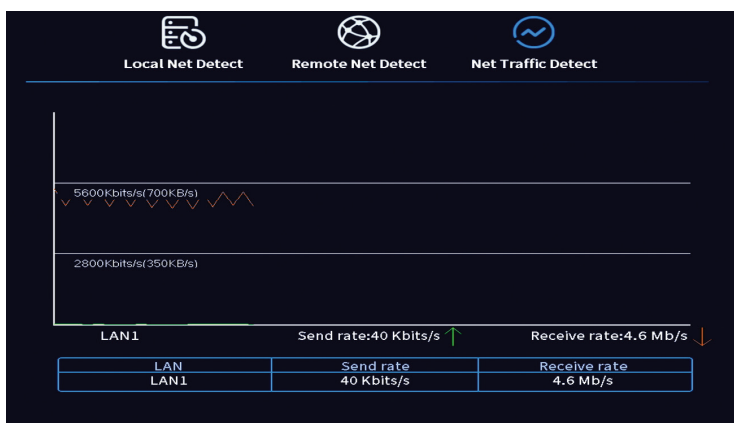 Local Net Detect Remote Net Detect Net Traffic Detect
5600Kbits/s(700KB/s)
2800Kbits/s(350KB/s)
LAN1 Send rate:40 Kbits/s Receive rate:4.6 Mb/s
LAN Send rate Receive rate
LAN1 40 Kbits/s 4.6 Mb/s